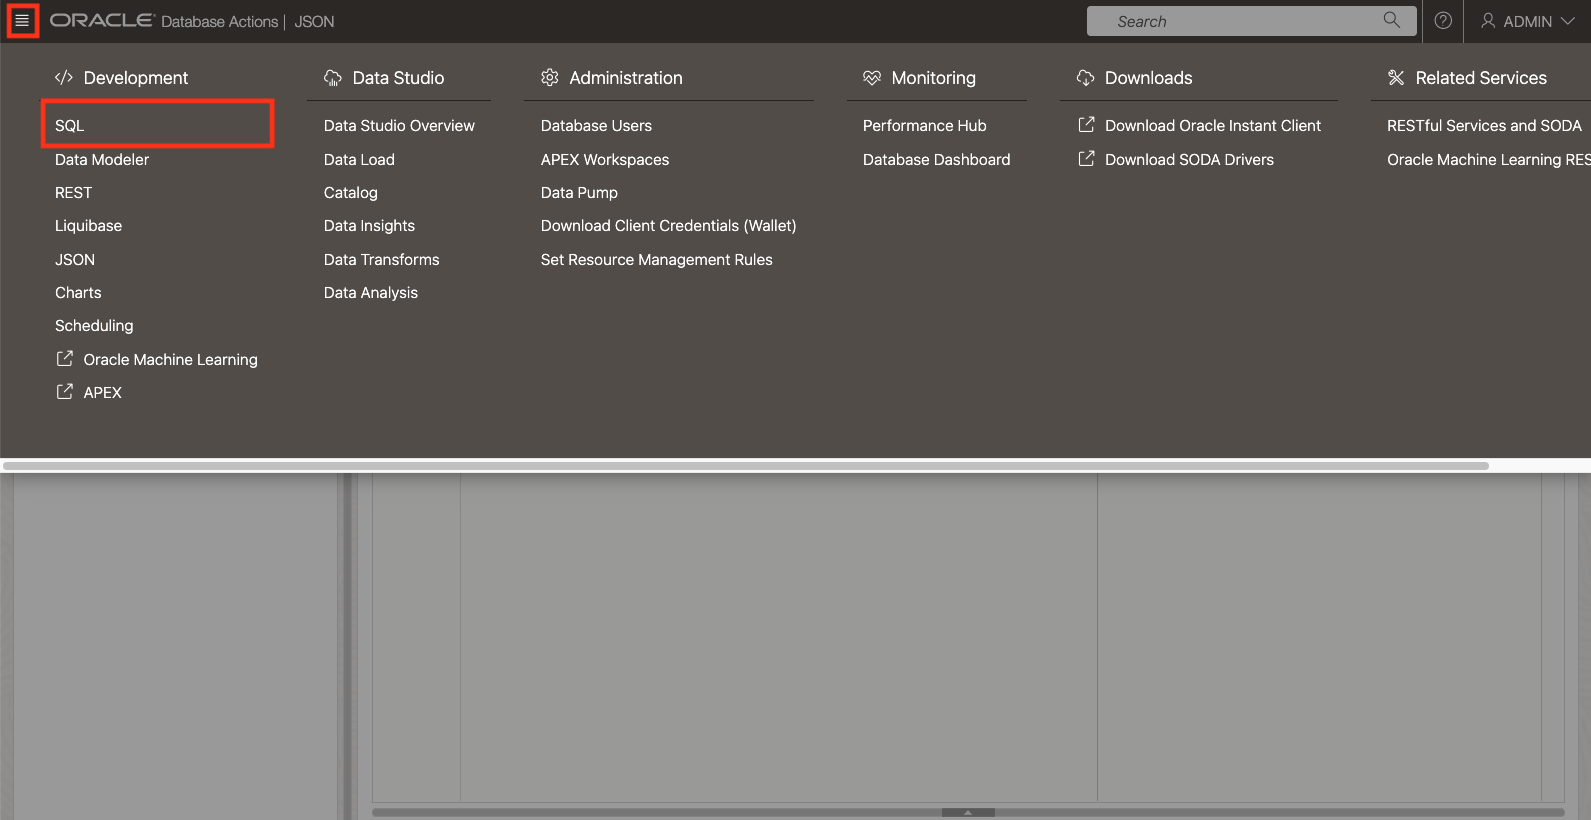 ORACLE Database Actions | JSON
Search
ADMIN
Development
SQL
Data Modeler
REST
Liquibase
JSON
Charts
Scheduling
Oracle Machine Learning
APEX
Data Studio
Data Studio Overview
Data Load
Catalog
Data Insights
Data Transforms
Data Analysis
Administration
Database Users
APEX Workspaces
Data Pump
Download Client Credentials (Wallet)
Set Resource Management Rules
Monitoring
Performance Hub
Database Dashboard
Downloads
Download Oracle Instant Client
Download SODA Drivers
Related Services
RESTful Services and SODA
Oracle Machine Learning RES